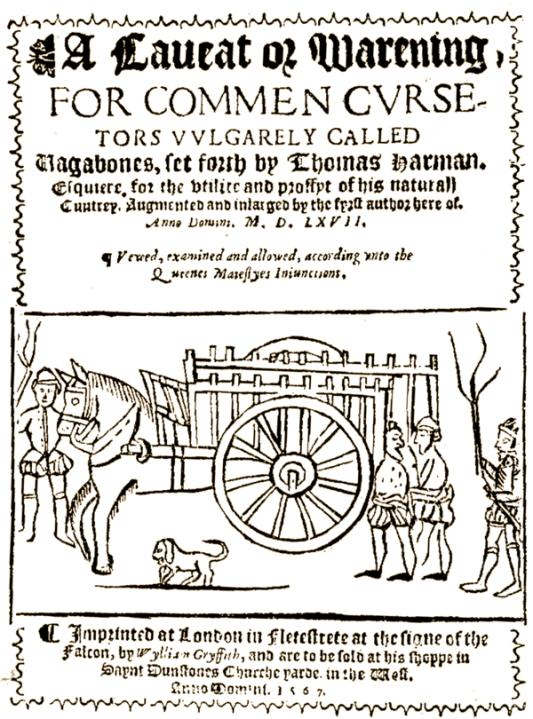 A Caueat or Warening,
FOR COMMEN CVRSE-
TORS VVLGARELY CALLED
Uagabones, set forth by Thomas Harman.
Esquiere. for the vtilite and proffyt of his naturall
Cuntrey. Augmented and inlarged by the fyrst author here of.
Anno Domini. M. D. LXVII.
¶ Vewed, examined and allowed, according vnto the
Queenes Maiestyes Iniunctions.
¶ Imprinted at London in Fletestrete at the signe of the
Falcon, by Wylliam Gryffith, and are to be sold at his shoppe in
Saynt Dunstones Churche yarde. in the West.
Anno Domini. 1567.